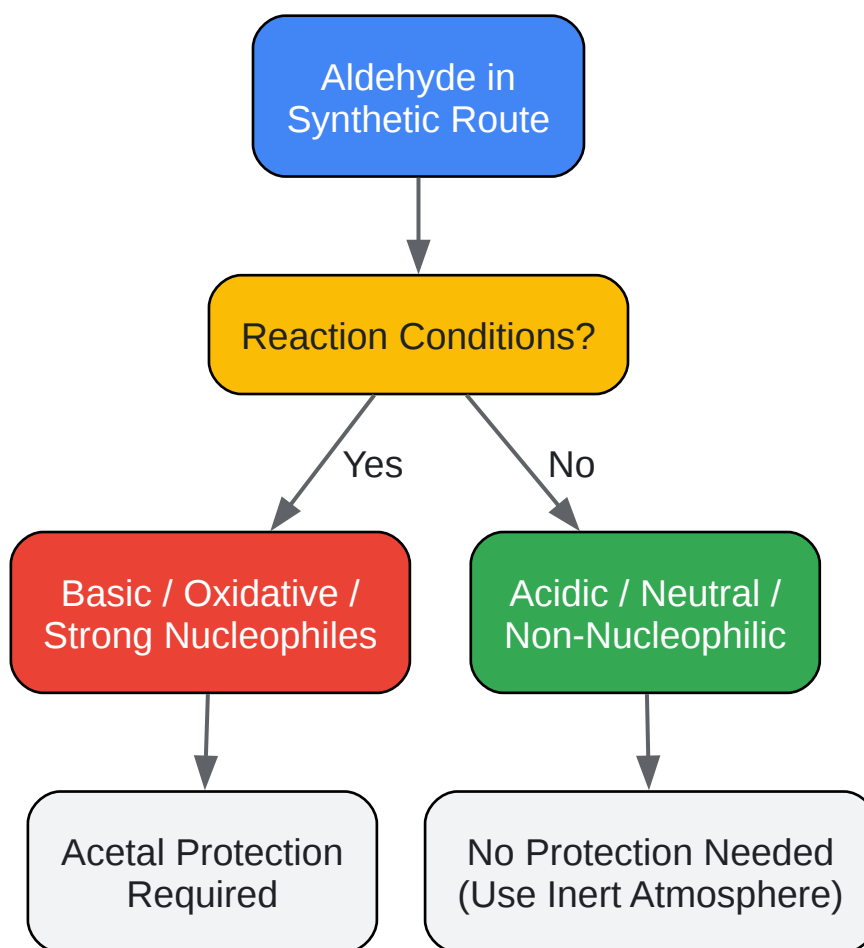 Aldehyde in
Synthetic Route
Reaction Conditions?
Yes
No
Basic / Oxidative /
Strong Nucleophiles
Acidic / Neutral /
Non-Nucleophilic
Acetal Protection
Required
No Protection Needed
(Use Inert Atmosphere)